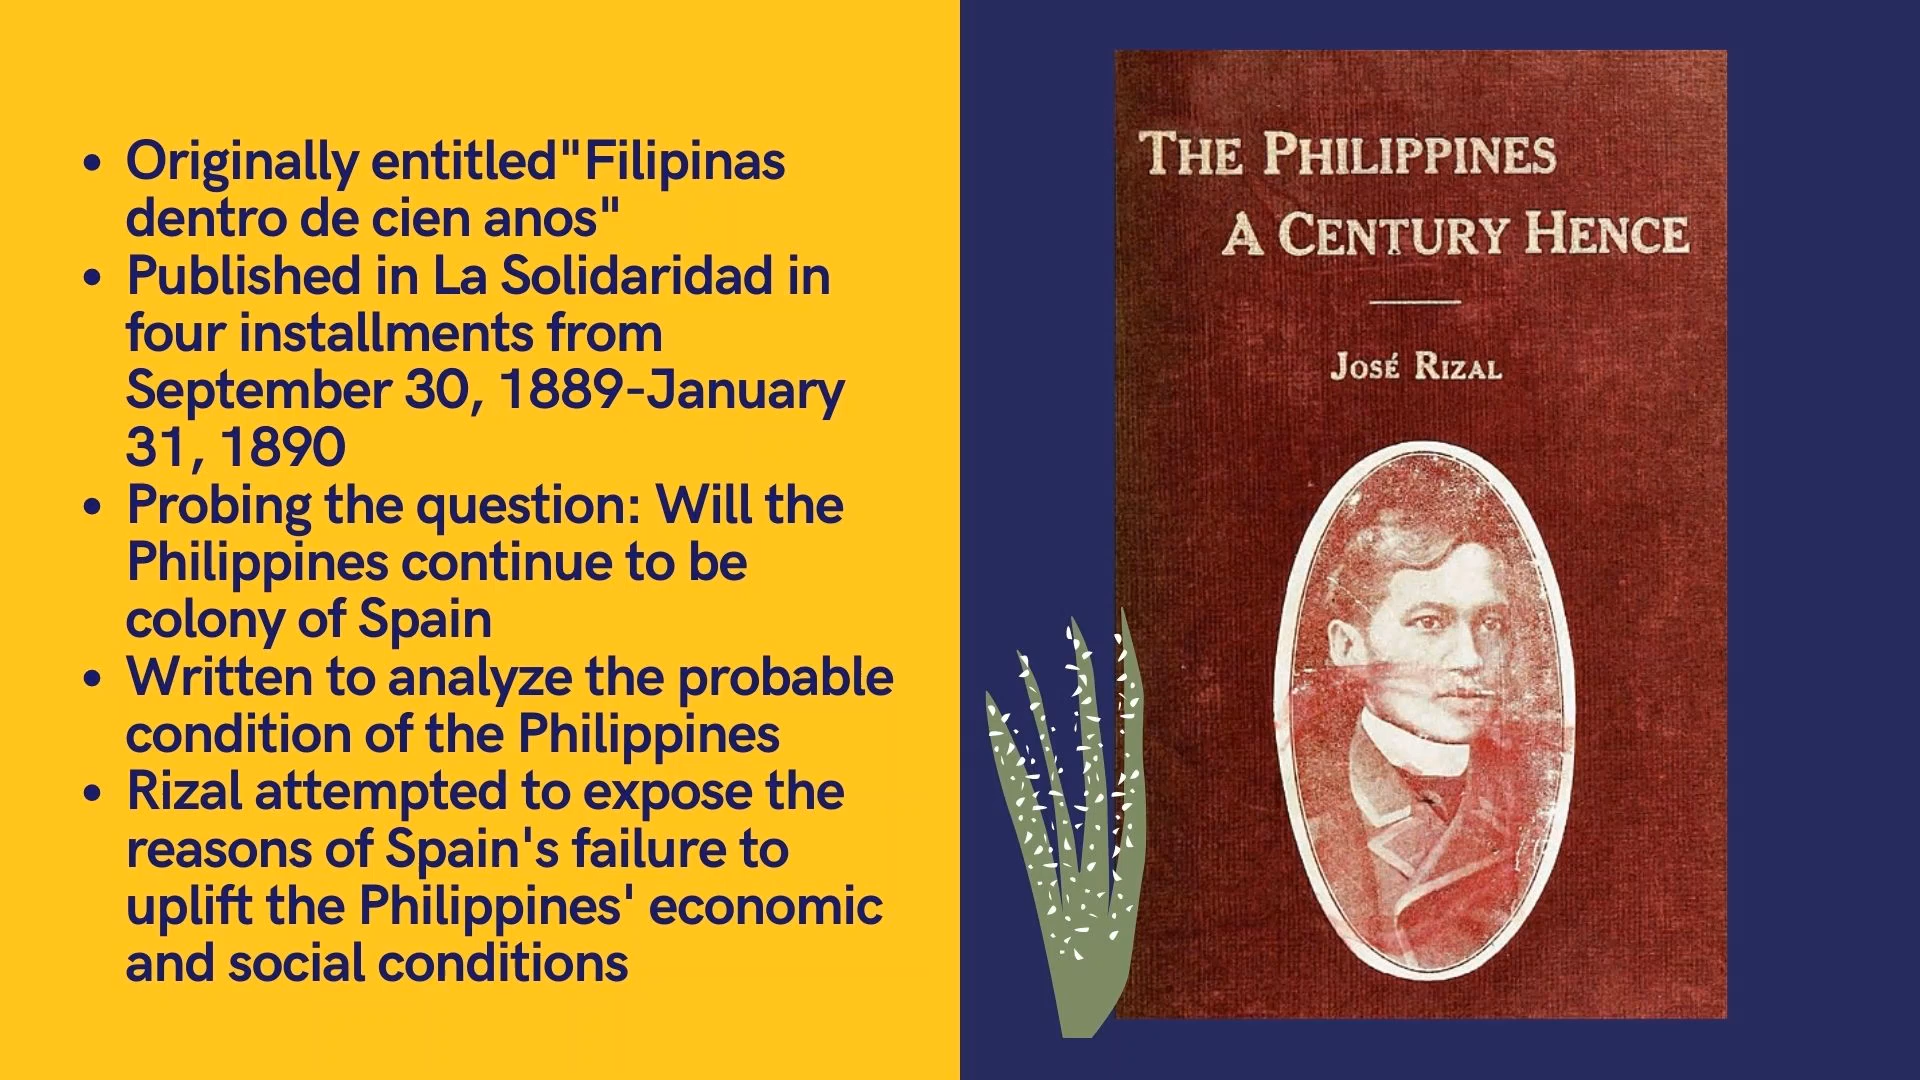 • Originally entitled"Filipinas
dentro de cien anos"
• Published in La Solidaridad in
four installments from
September 30, 1889-January
31, 1890
• Probing the question: Will the
Philippines continue to be
colony of Spain
• Written to analyze the probable
condition of the Philippines
• Rizal attempted to expose the
reasons of Spain's failure to
uplift the Philippines' economic
and social conditions
THE PHILIPPINES
A CENTURY HENCE
JOSÉ RIZAL